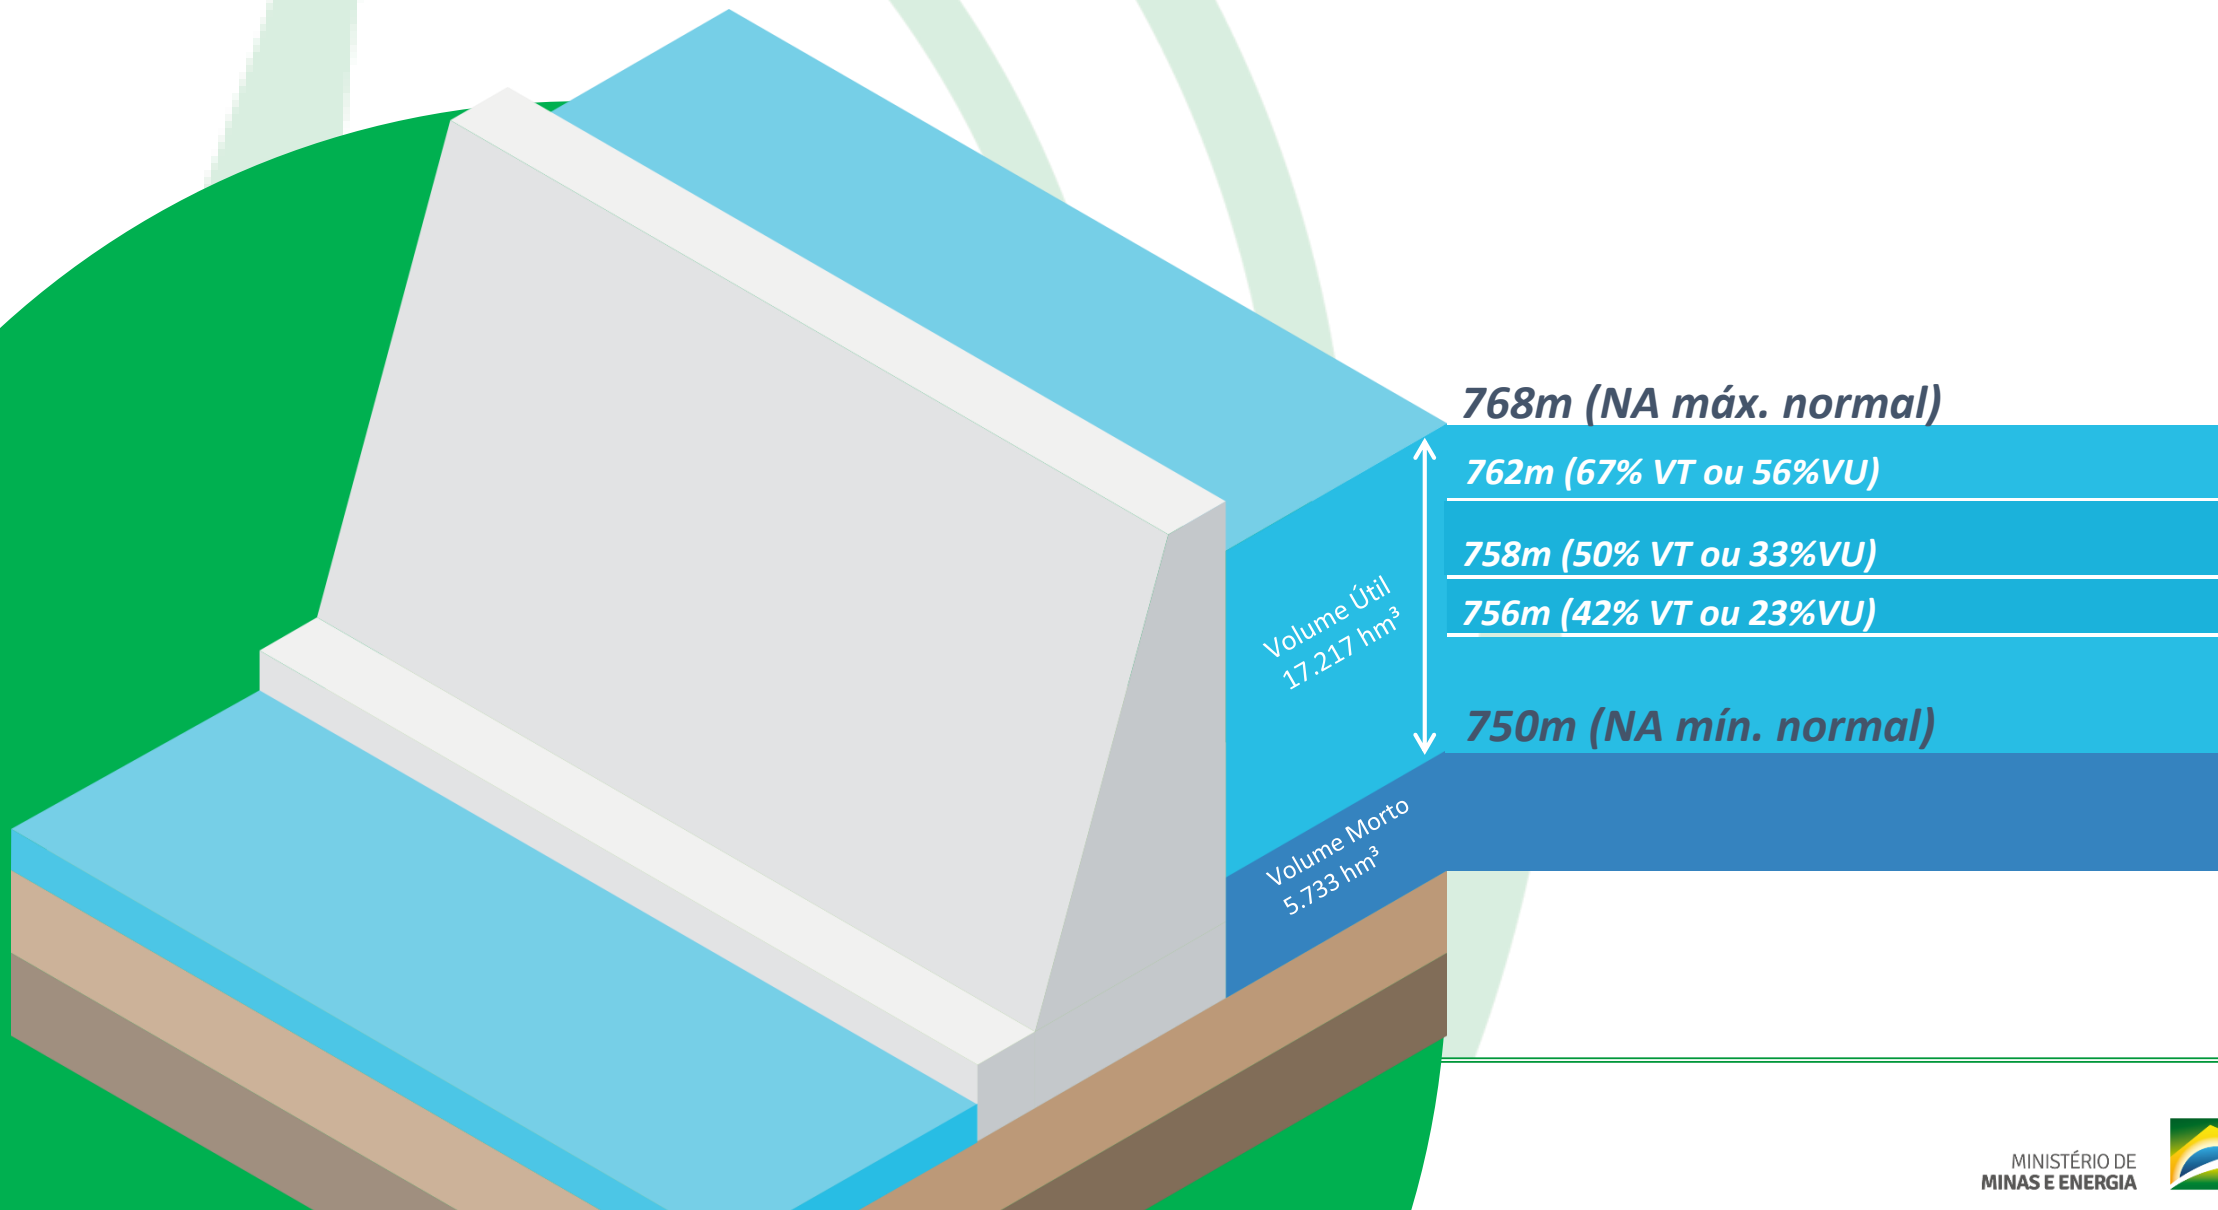 768m (NA máx. normal)
762m (67% VT ou 56%VU)
758m (50% VT ou 33%VU)
756m (42% VT ou 23%VU)
750m (NA mín. normal)
Volume Útil
17.217 hm³
Volume Morto
5.733 hm³
MINISTÉRIO DE
MINAS E ENERGIA